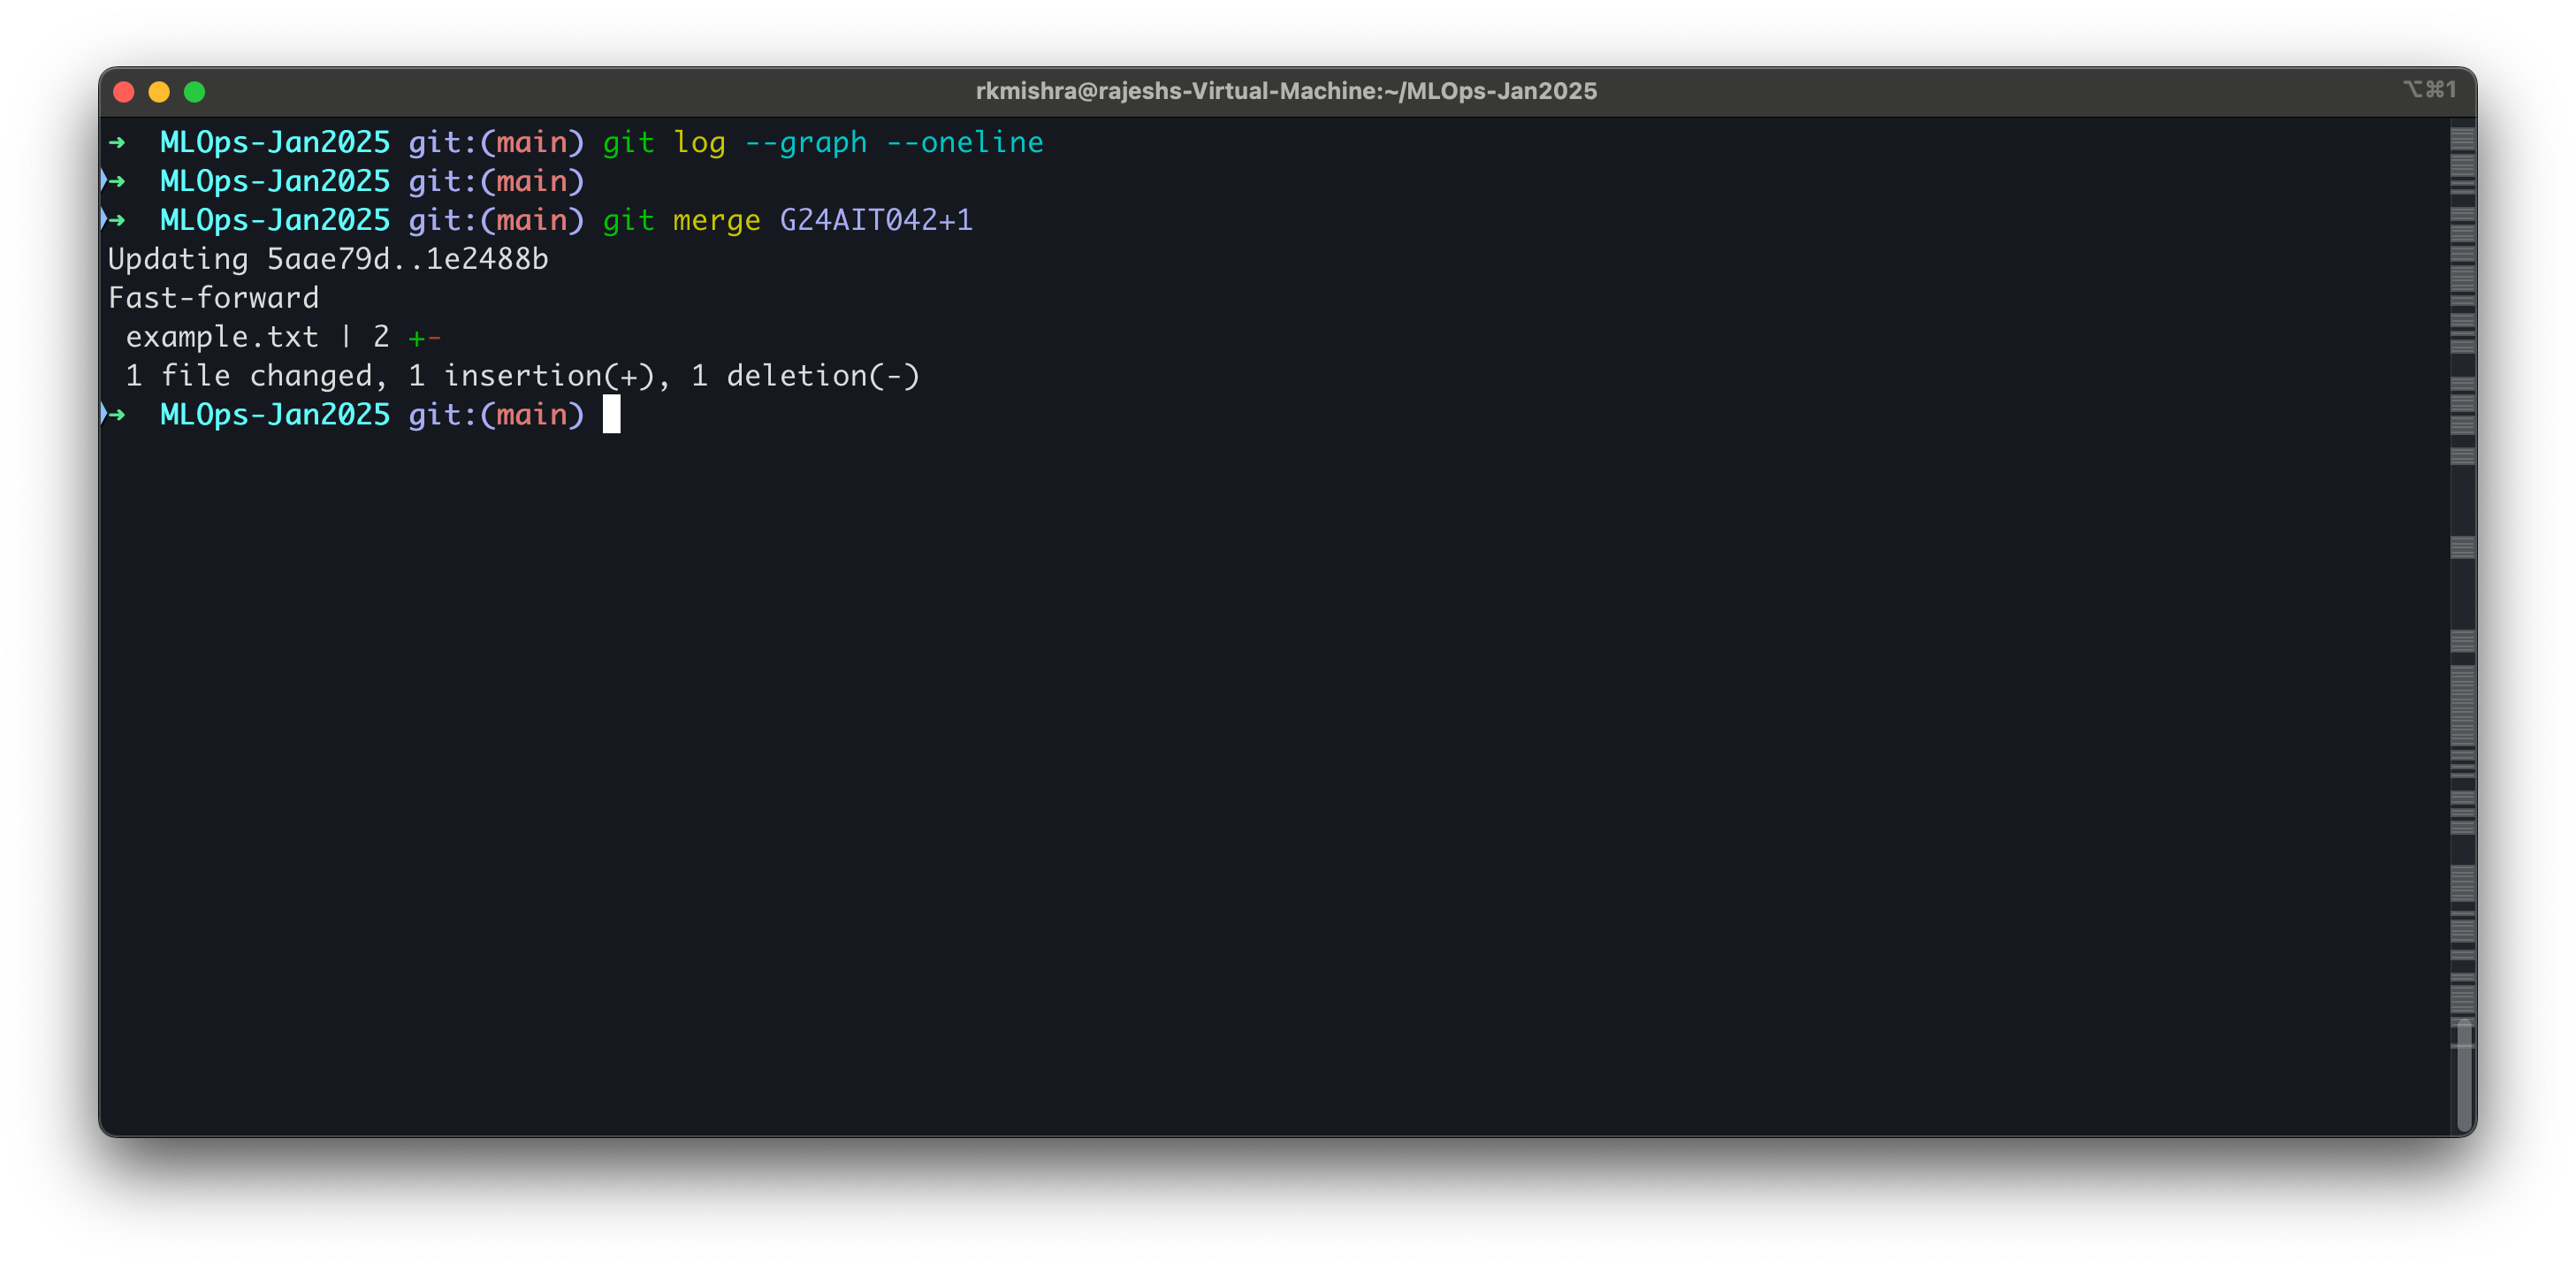 rkmishra@rajeshs-Virtual-Machine:~/MLOps-Jan2025 ⌥⌘1
➜ MLOps-Jan2025 git:(main) git log --graph --oneline
➜ MLOps-Jan2025 git:(main)
➜ MLOps-Jan2025 git:(main) git merge G24AIT042+1
Updating 5aae79d..1e2488b
Fast-forward
 example.txt | 2 +-
 1 file changed, 1 insertion(+), 1 deletion(-)
➜ MLOps-Jan2025 git:(main)